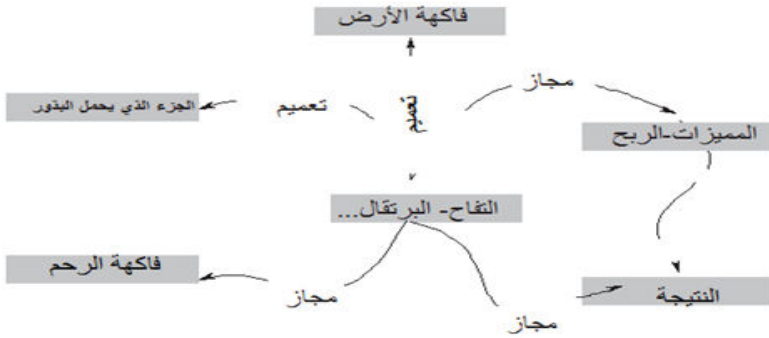 فاكهة الأرض
مجاز
الجزء الذي يحمل البذور
تعميم
تعميم
المميزات-الربح
التفاح- البرتقال...
فاكهة الرحم
مجاز
النتيجة
مجاز